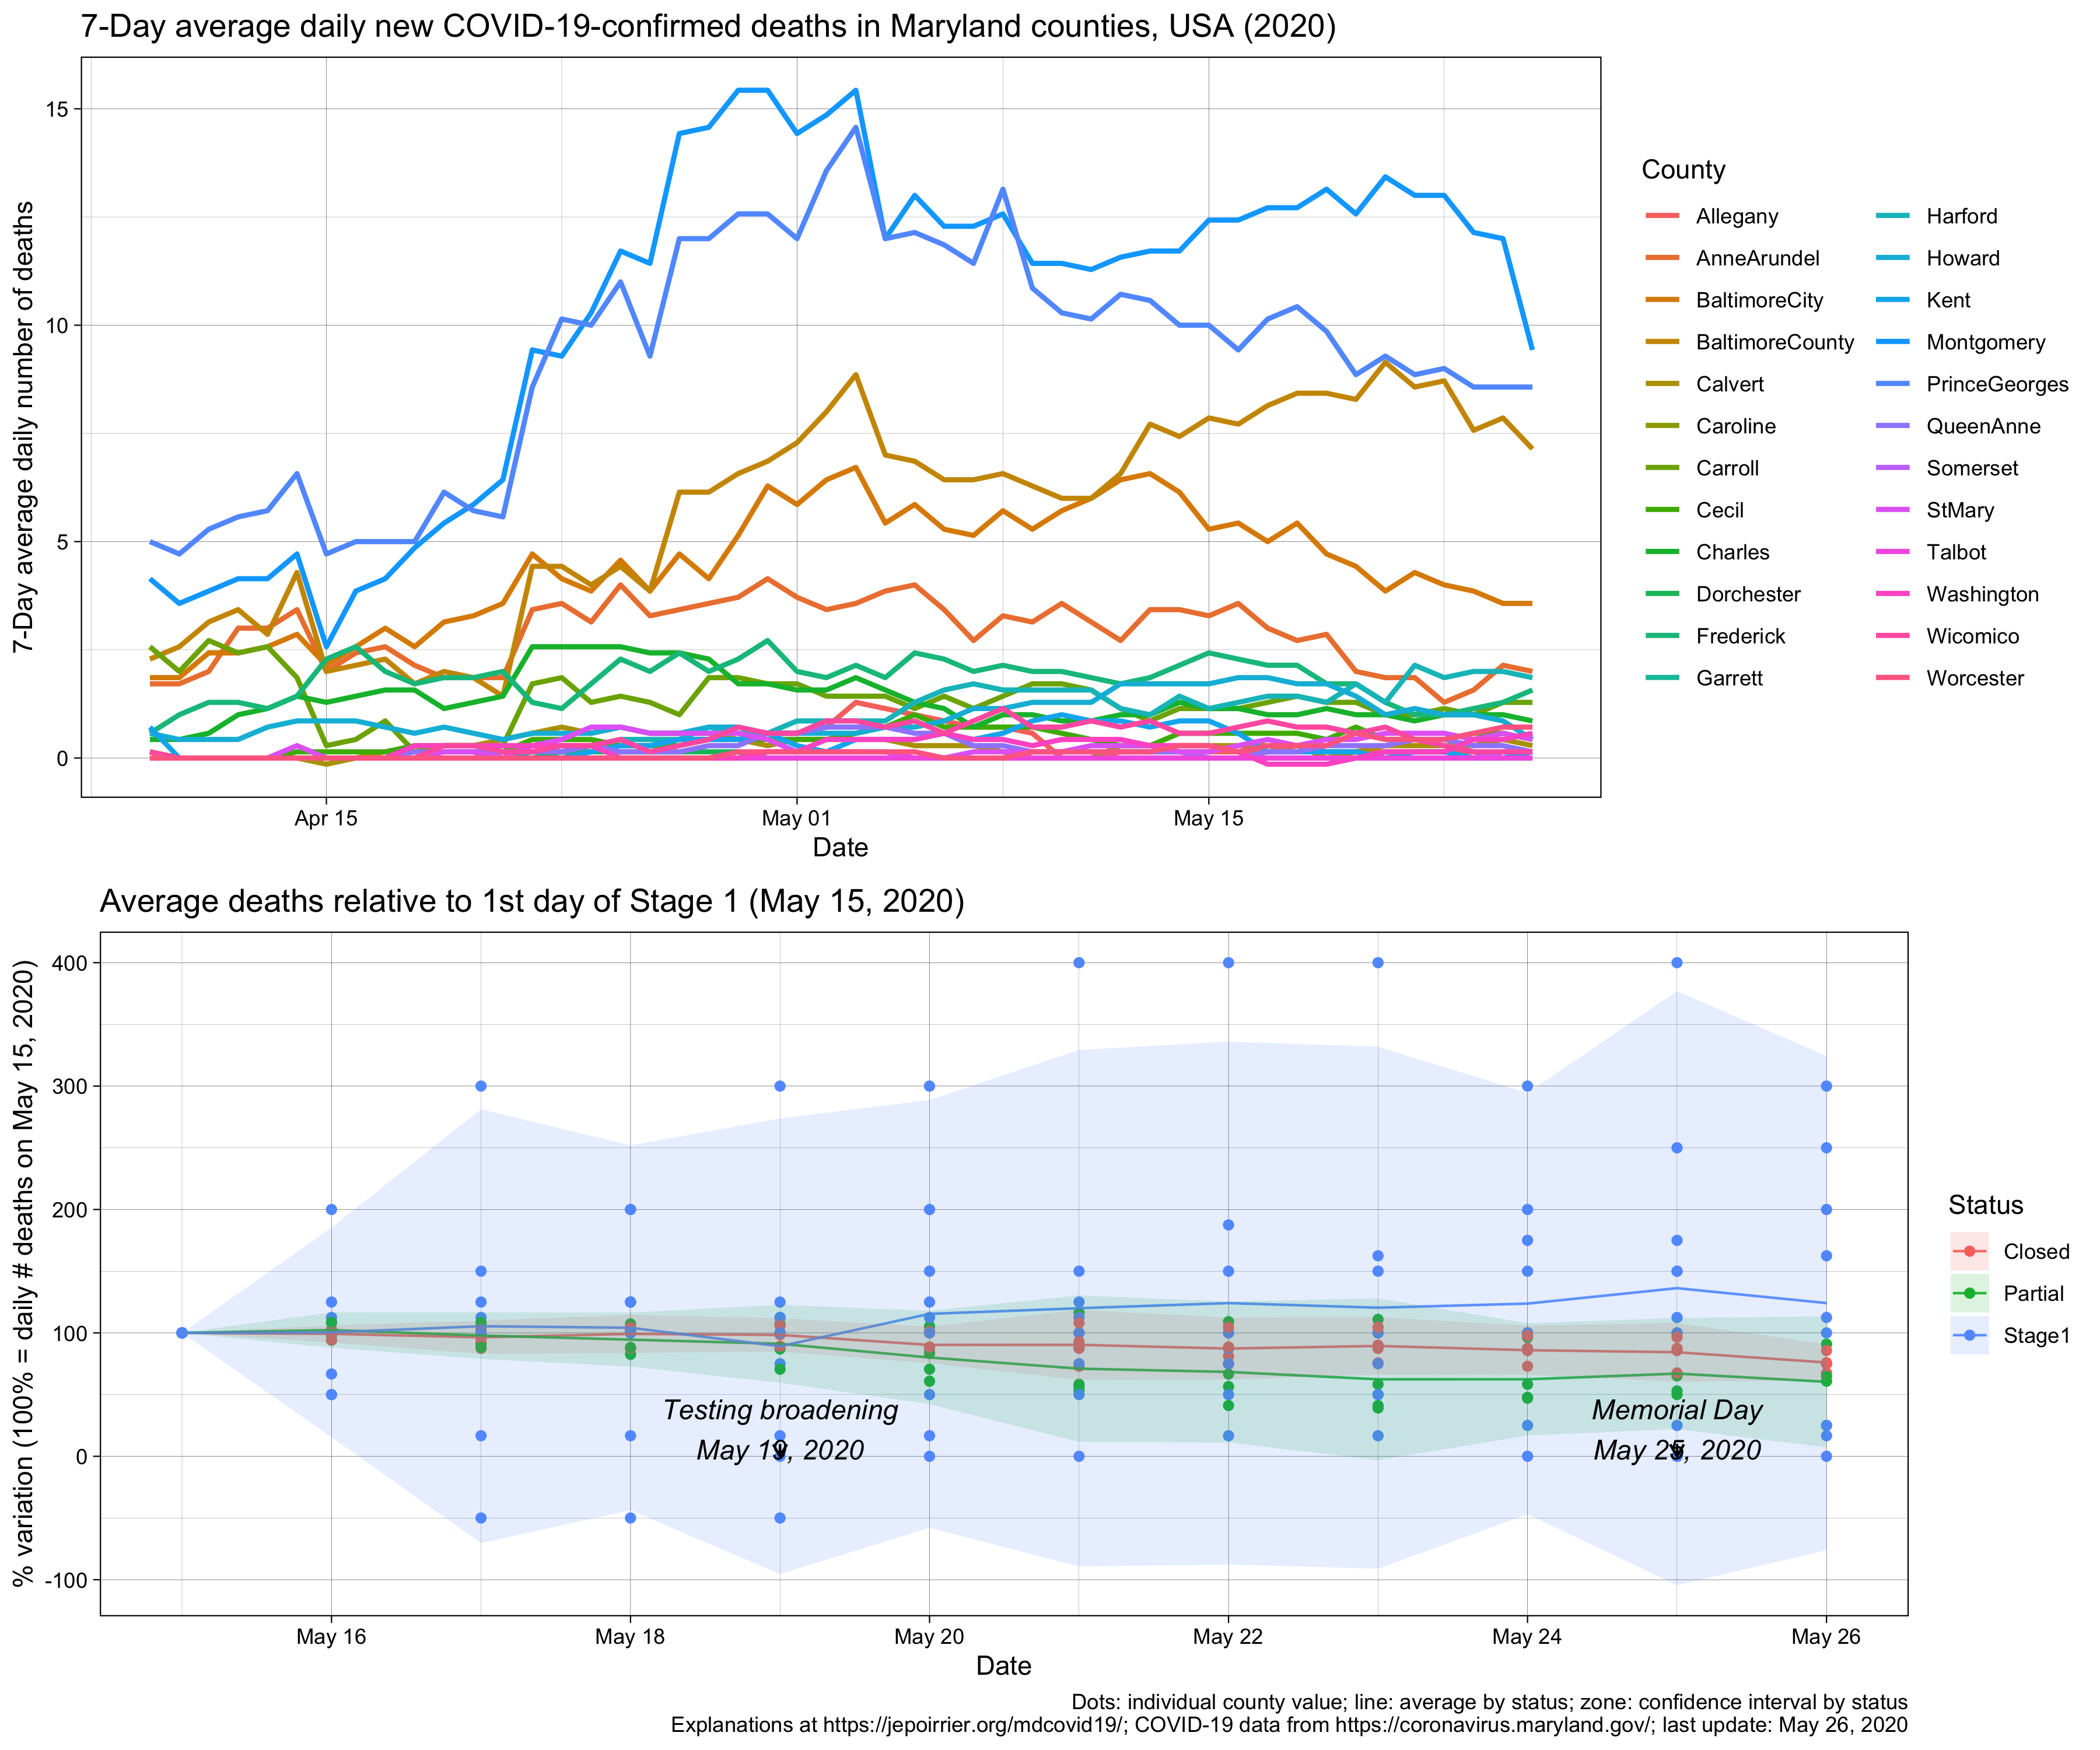 7-Day average daily new COVID-19-confirmed deaths in Maryland counties, USA (2020)
7-Day average daily number of deaths
15
10
5
0
Apr 15
May 01
May 15
Date
County
Allegany
AnneArundel
BaltimoreCity
BaltimoreCounty
Calvert
Caroline
Carroll
Cecil
Charles
Dorchester
Frederick
Garrett
Harford
Howard
Kent
Montgomery
PrinceGeorges
QueenAnne
Somerset
StMary
Talbot
Washington
Wicomico
Worcester
Average deaths relative to 1st day of Stage 1 (May 15, 2020)
% variation (100% = daily # deaths on May 15, 2020)
400
300
200
100
0
-100
Testing broadening
May 19, 2020
Memorial Day
May 25, 2020
May 16
May 18
May 20
May 22
May 24
May 26
Date
Status
Closed
Partial
Stage1
Dots: individual county value; line: average by status; zone: confidence interval by status
Explanations at https://jepoirrier.org/mdcovid19/; COVID-19 data from https://coronavirus.maryland.gov/; last update: May 26, 2020